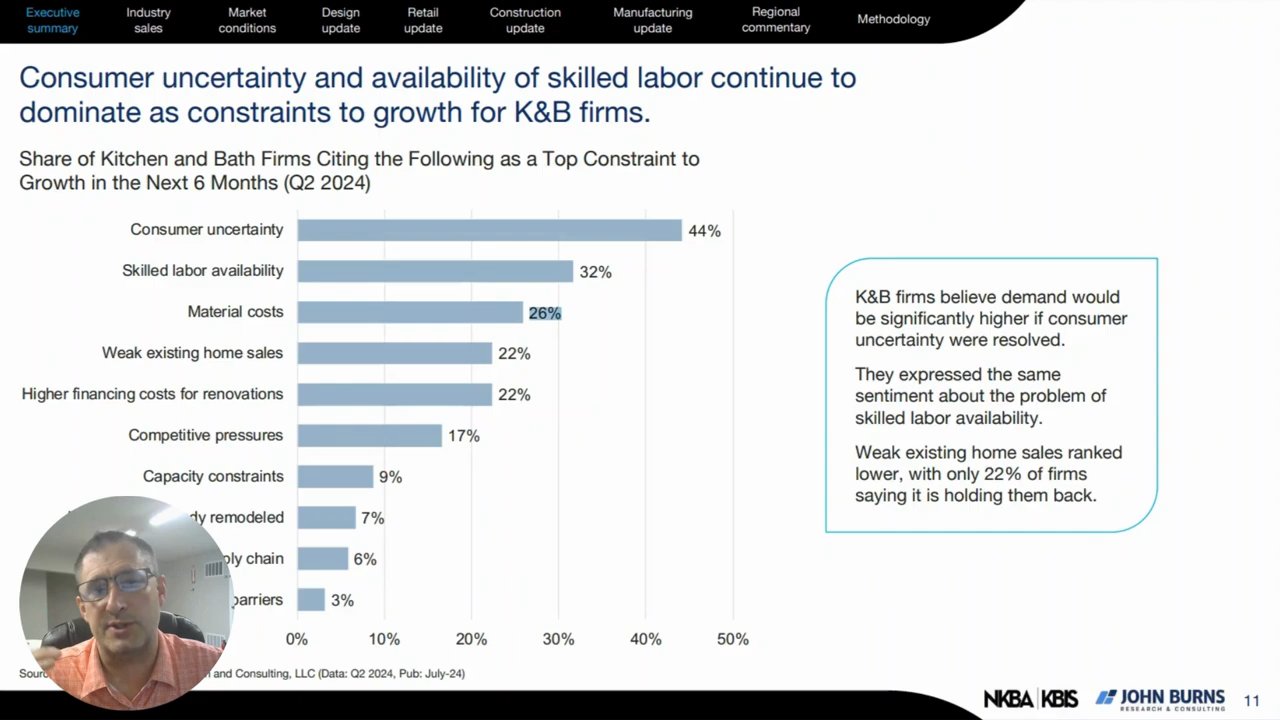 Executive summary
Industry sales
Market conditions
Design update
Retail update
Construction update
Manufacturing update
Regional commentary
Methodology
Consumer uncertainty and availability of skilled labor continue to
dominate as constraints to growth for K&B firms.
Share of Kitchen and Bath Firms Citing the Following as a Top Constraint to
Growth in the Next 6 Months (Q2 2024)
Consumer uncertainty 44%
Skilled labor availability 32%
Material costs 26%
Weak existing home sales 22%
Higher financing costs for renovations 22%
Competitive pressures 17%
Capacity constraints 9%
remodeled 7%
chain 6%
barriers 3%
0% 10% 20% 30% 40% 50%
K&B firms believe demand would
be significantly higher if consumer
uncertainty were resolved.
They expressed the same
sentiment about the problem of
skilled labor availability.
Weak existing home sales ranked
lower, with only 22% of firms
saying it is holding them back.
and Consulting, LLC (Data: Q2 2024, Pub: July-24)
NKBA | KBIS
JOHN BURNS
RESEARCH & CONSULTING
11